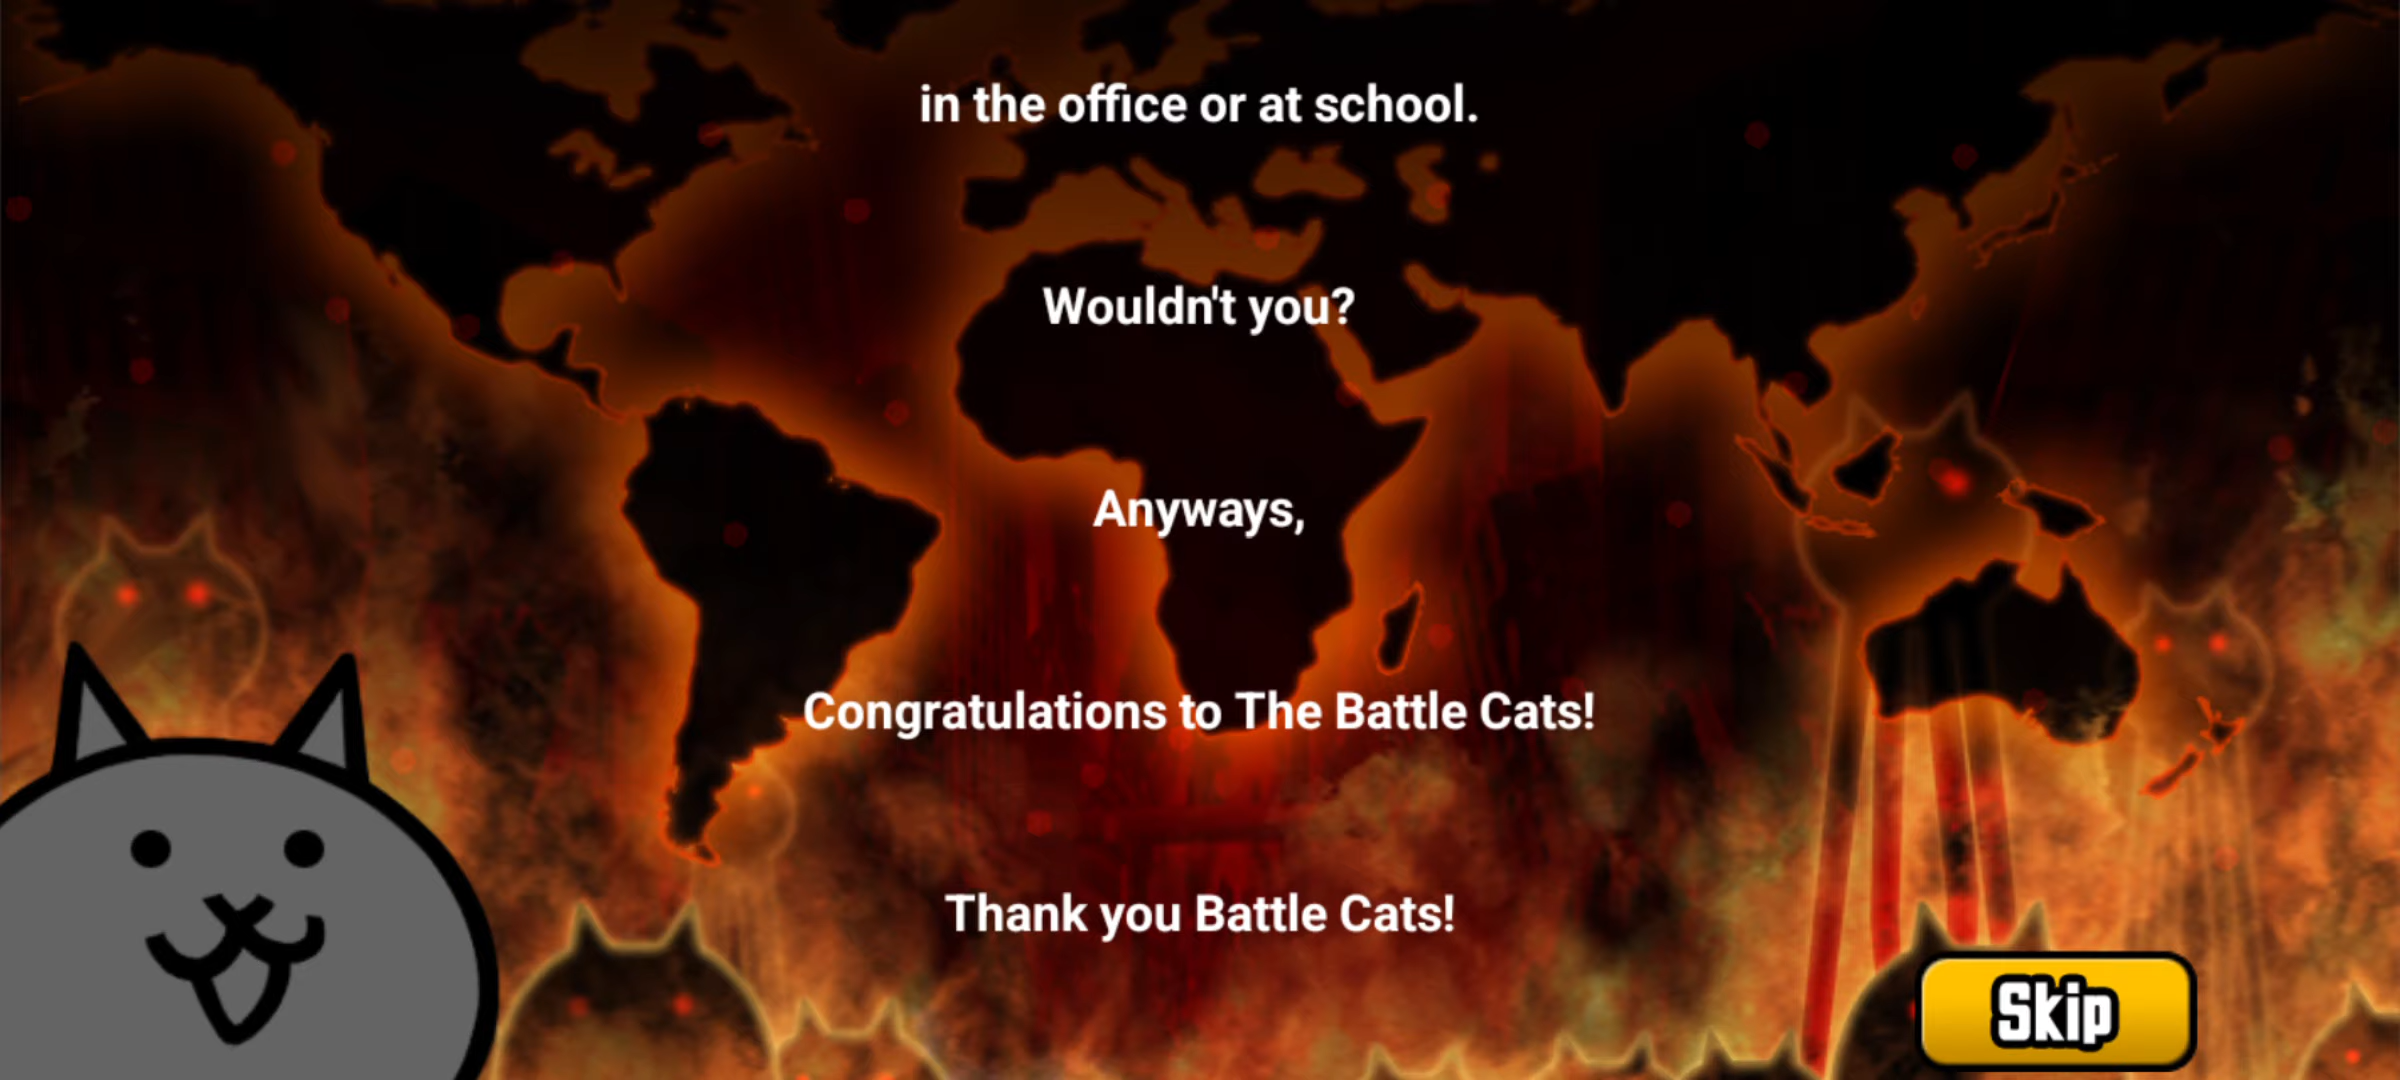 in the office or at school.
Wouldn't you?
Anyways,
Congratulations to The Battle Cats!
Thank you Battle Cats!
Skip